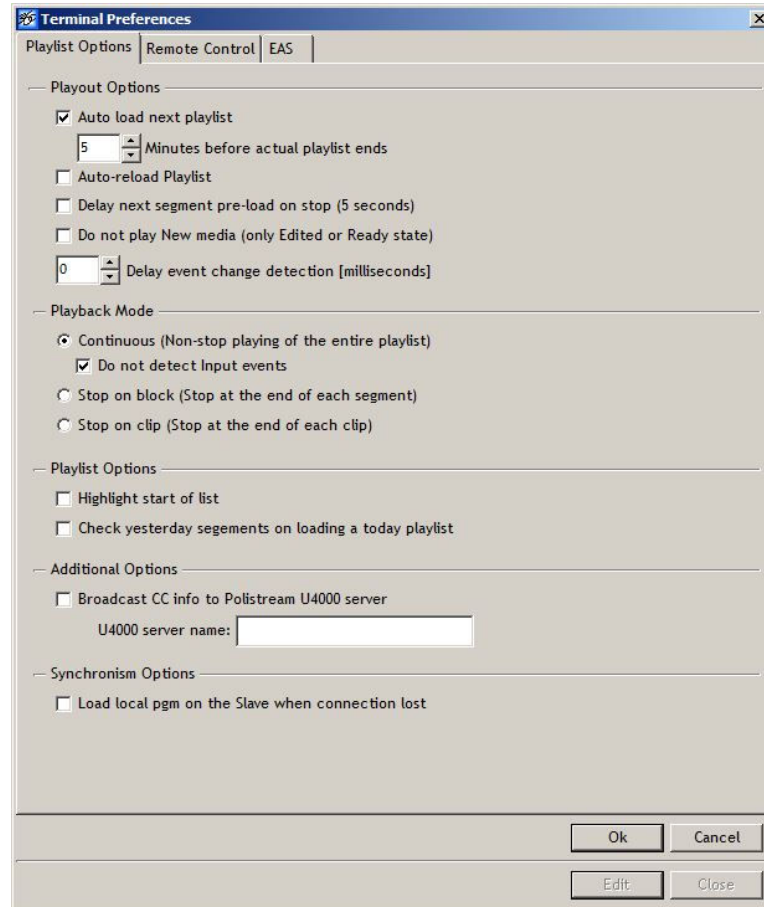 Terminal Preferences
Playlist Options Remote Control EAS
Playout Options
Auto load next playlist
5 Minutes before actual playlist ends
Auto-reload Playlist
Delay next segment pre-load on stop (5 seconds)
Do not play New media (only Edited or Ready state)
0 Delay event change detection [milliseconds]
Playback Mode
Continuous (Non-stop playing of the entire playlist)
Do not detect Input events
Stop on block (Stop at the end of each segment)
Stop on clip (Stop at the end of each clip)
Playlist Options
Highlight start of list
Check yesterday segements on loading a today playlist
Additional Options
Broadcast CC info to Polistream U4000 server
U4000 server name:
Synchronism Options
Load local pgm on the Slave when connection lost
Ok Cancel
Edit Close